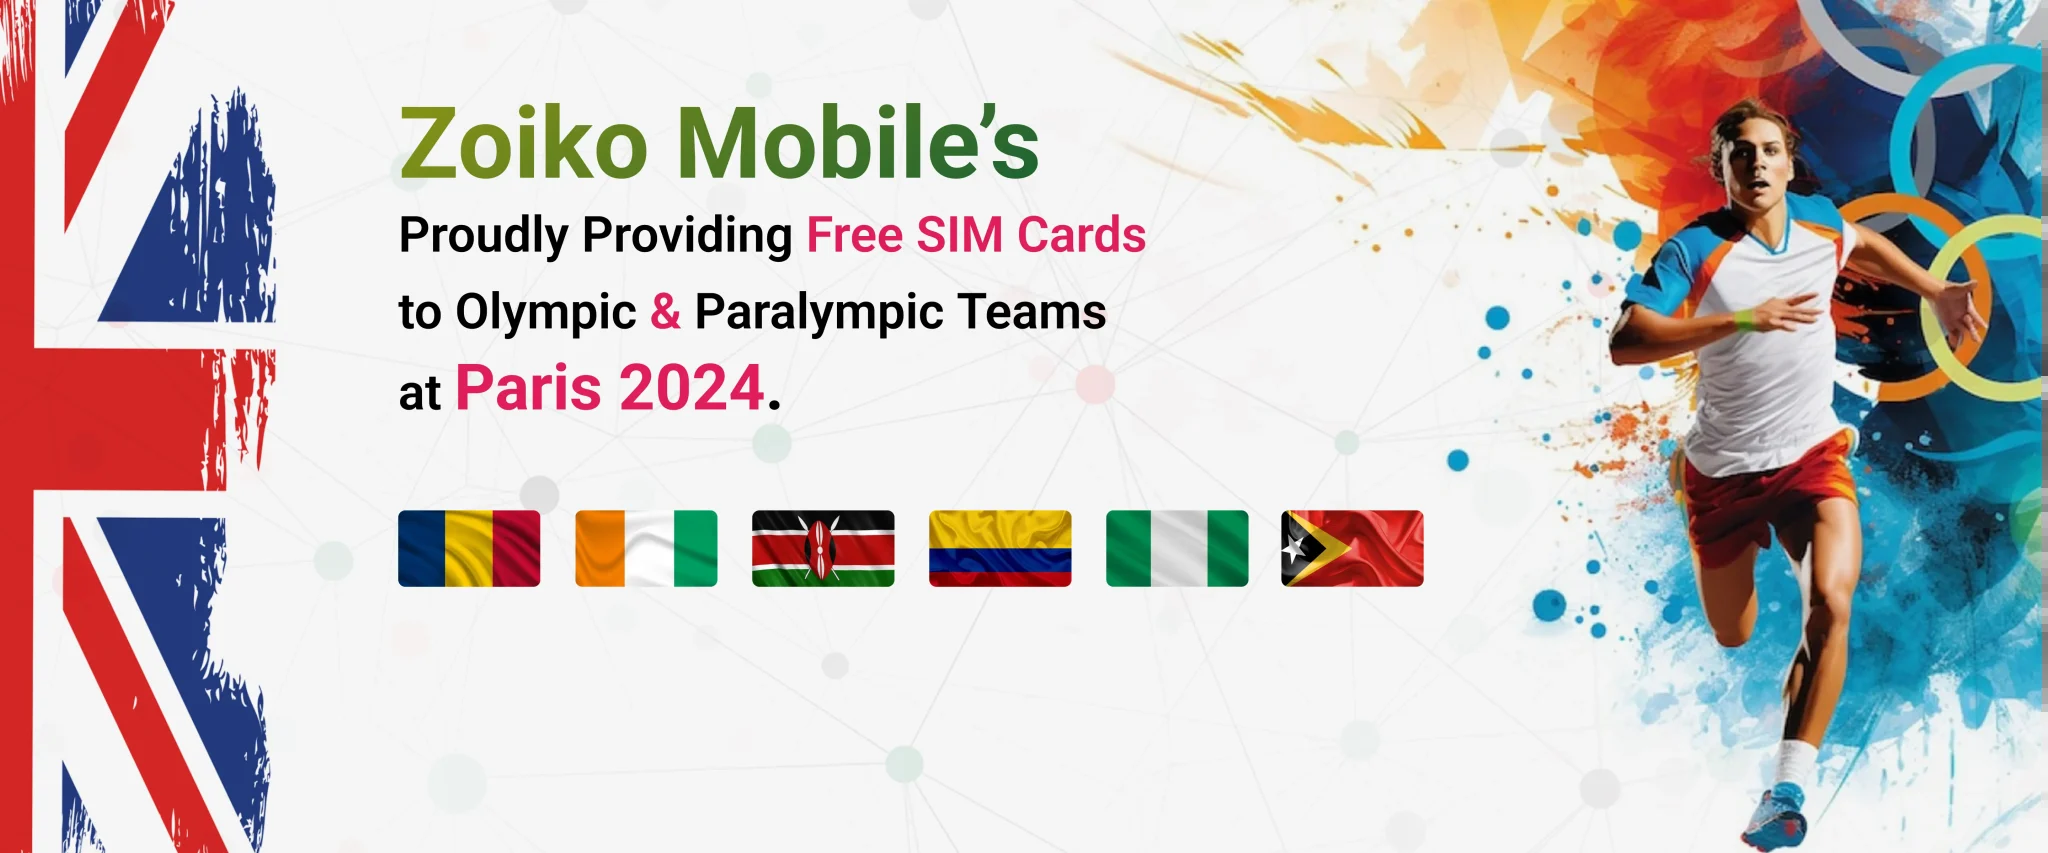 Zoiko Mobile’s
Proudly Providing Free SIM Cards
to Olympic & Paralympic Teams
at Paris 2024.